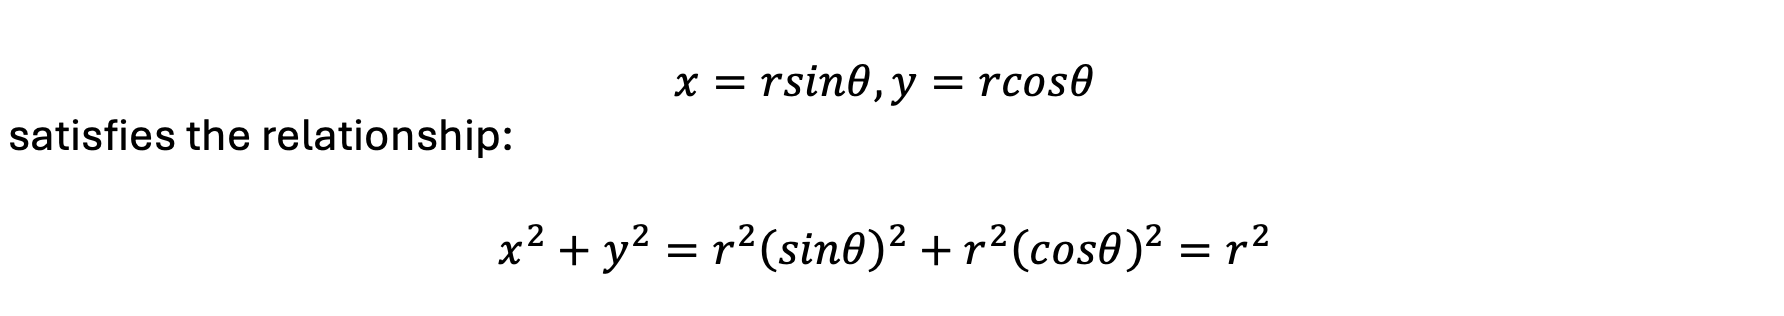 x = rsinθ, y = rcosθ
satisfies the relationship:
x² + y² = r²(sinθ)² + r²(cosθ)² = r²